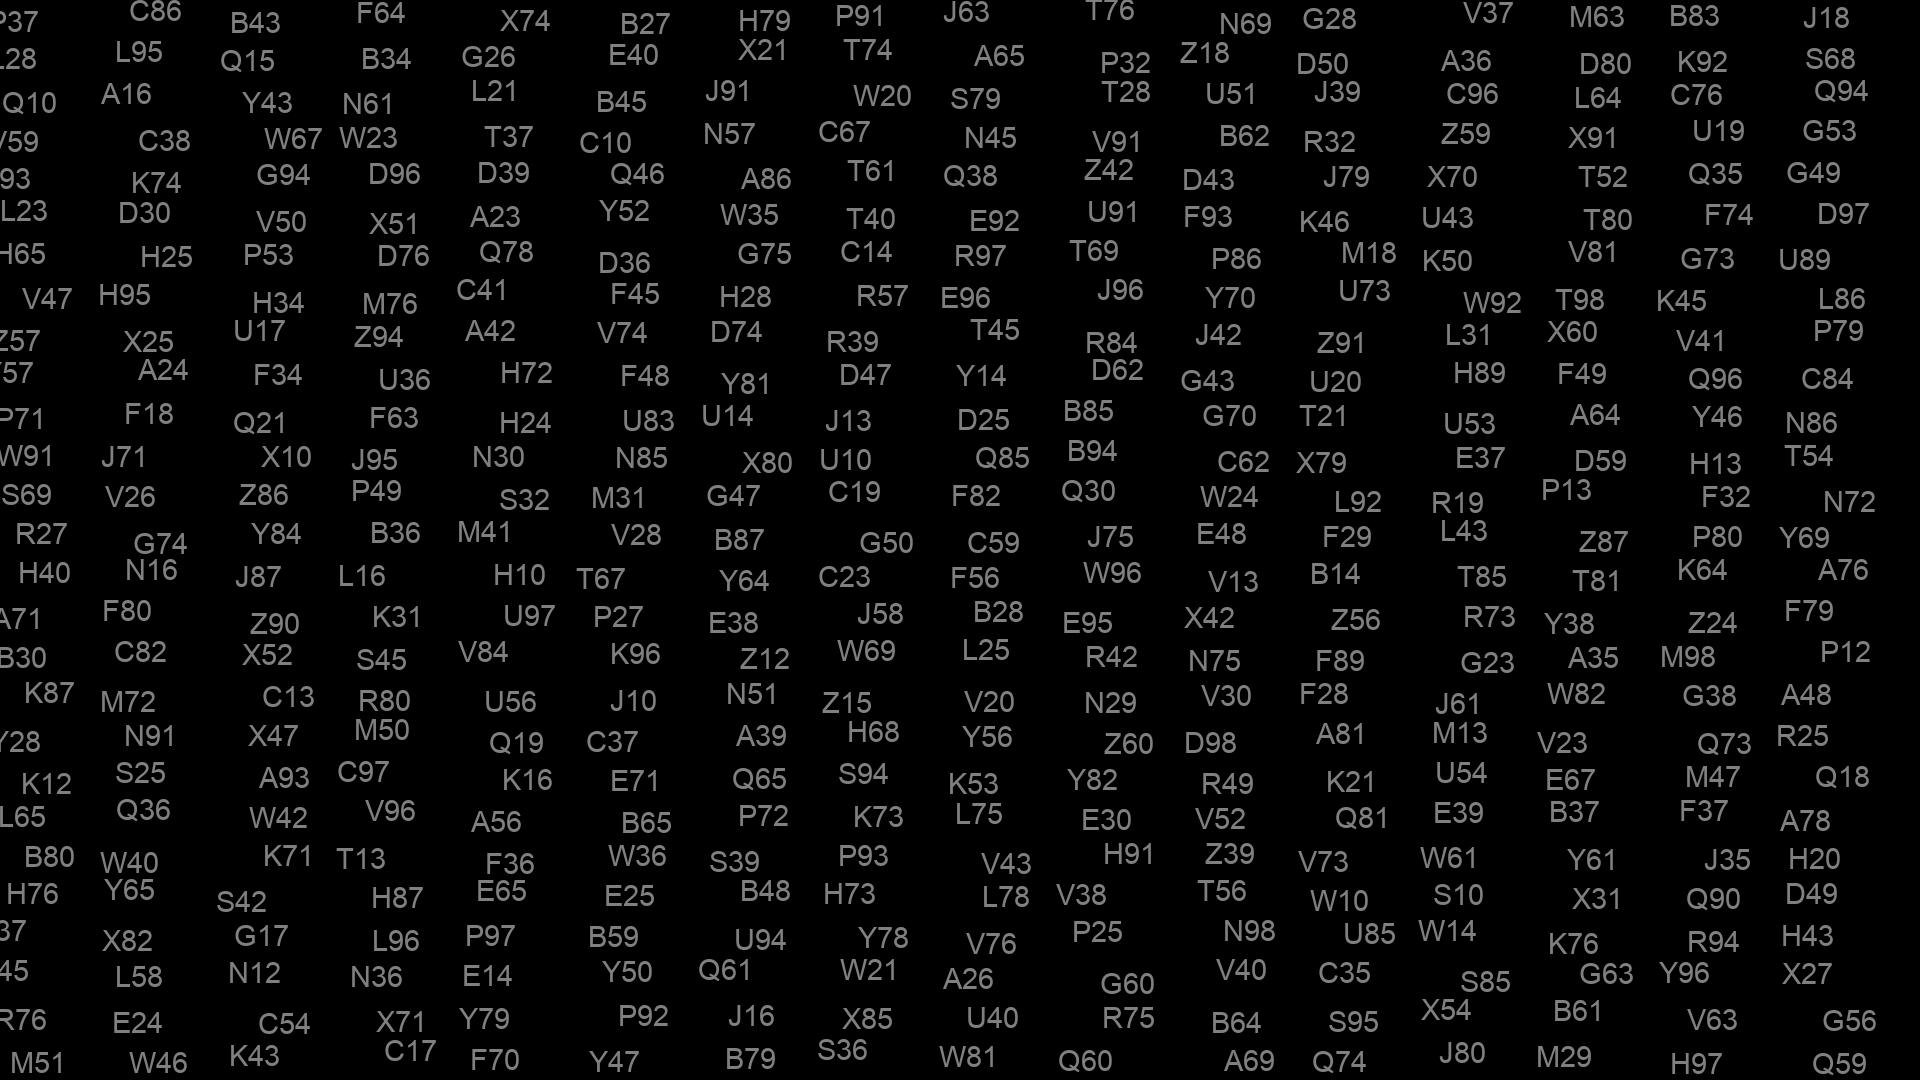 P37 C86 B43 F64 X74 B27 H79 P91 J63 T76 N69 G28 V37 M63 B83 J18
L28 L95 Q15 B34 G26 E40 X21 T74 A65 P32 Z18 D50 A36 D80 K92 S68
Q10 A16 Y43 N61 L21 B45 J91 W20 S79 T28 U51 J39 C96 L64 C76 Q94
V59 C38 W67 W23 T37 C10 N57 C67 N45 V91 B62 R32 Z59 X91 U19 G53
93 K74 G94 D96 D39 Q46 A86 T61 Q38 Z42 D43 J79 X70 T52 Q35 G49
L23 D30 V50 X51 A23 Y52 W35 T40 E92 U91 F93 K46 U43 T80 F74 D97
H65 H25 P53 D76 Q78 D36 G75 C14 R97 T69 P86 M18 K50 V81 G73 U89
V47 H95 H34 M76 C41 F45 H28 R57 E96 J96 Y70 U73 W92 T98 K45 L86
Z57 X25 U17 Z94 A42 V74 D74 R39 T45 R84 J42 Z91 L31 X60 V41 P79
57 A24 F34 U36 H72 F48 Y81 D47 Y14 D62 G43 U20 H89 F49 Q96 C84
P71 F18 Q21 F63 H24 U83 U14 J13 D25 B85 G70 T21 U53 A64 Y46 N86
W91 J71 X10 J95 N30 N85 X80 U10 Q85 B94 C62 X79 E37 D59 H13 T54
S69 V26 Z86 P49 S32 M31 G47 C19 F82 Q30 W24 L92 R19 P13 F32 N72
R27 G74 Y84 B36 M41 V28 B87 G50 C59 J75 E48 F29 L43 Z87 P80 Y69
H40 N16 J87 L16 H10 T67 Y64 C23 F56 W96 V13 B14 T85 T81 K64 A76
A71 F80 Z90 K31 U97 P27 E38 J58 B28 E95 X42 Z56 R73 Y38 Z24 F79
B30 C82 X52 S45 V84 K96 Z12 W69 L25 R42 N75 F89 G23 A35 M98 P12
K87 M72 C13 R80 U56 J10 N51 Z15 V20 N29 V30 F28 J61 W82 G38 A48
Y28 N91 X47 M50 Q19 C37 A39 H68 Y56 Z60 D98 A81 M13 V23 Q73 R25
K12 S25 A93 C97 K16 E71 Q65 S94 K53 Y82 R49 K21 U54 E67 M47 Q18
L65 Q36 W42 V96 A56 B65 P72 K73 L75 E30 V52 Q81 E39 B37 F37 A78
B80 W40 K71 T13 F36 W36 S39 P93 V43 H91 Z39 V73 W61 Y61 J35 H20
H76 Y65 S42 H87 E65 E25 B48 H73 L78 V38 T56 W10 S10 X31 Q90 D49
37 X82 G17 L96 P97 B59 U94 Y78 V76 P25 N98 U85 W14 K76 R94 H43
45 L58 N12 N36 E14 Y50 Q61 W21 A26 G60 V40 C35 S85 G63 Y96 X27
R76 E24 C54 X71 Y79 P92 J16 X85 U40 R75 B64 S95 X54 B61 V63 G56
M51 W46 K43 C17 F70 Y47 B79 S36 W81 Q60 A69 Q74 J80 M29 H97 Q59